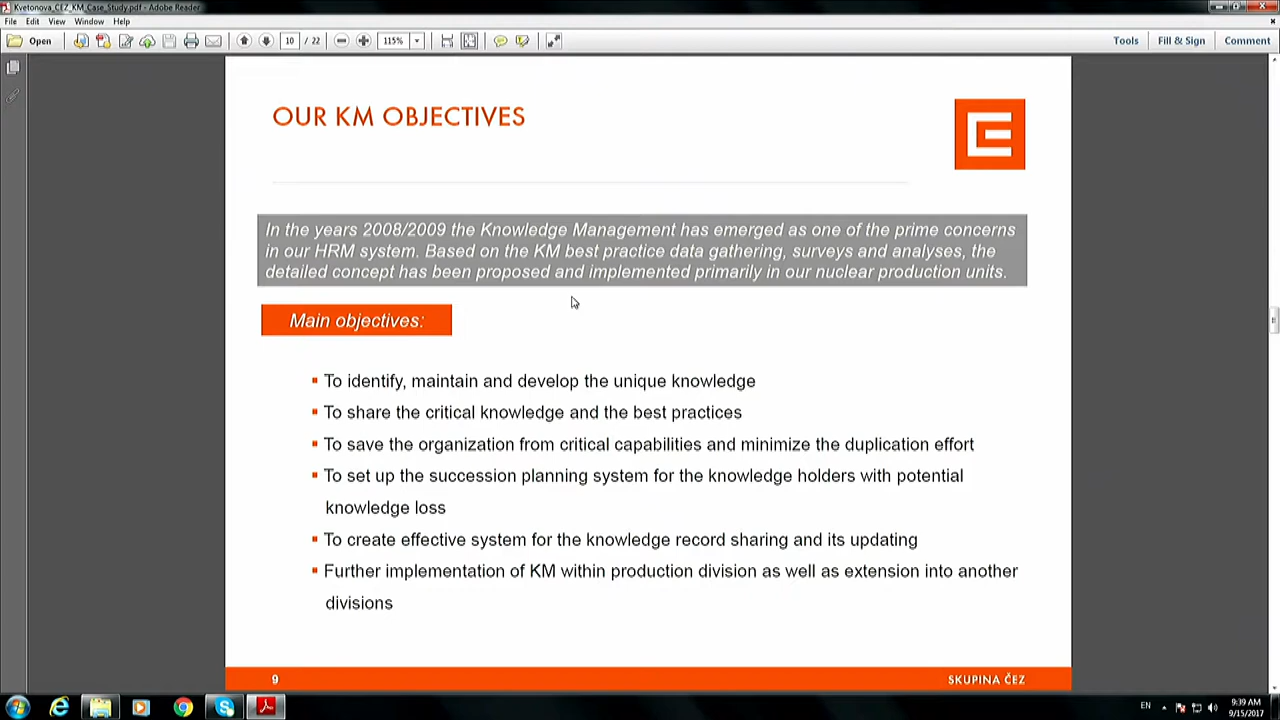 Kvetonova_CEZ_KM_Case_Study.pdf - Adobe Reader
File Edit View Window Help
Open 10 / 22 115% Tools Fill & Sign Comment
OUR KM OBJECTIVES
In the years 2008/2009 the Knowledge Management has emerged as one of the prime concerns
in our HRM system. Based on the KM best practice data gathering, surveys and analyses, the
detailed concept has been proposed and implemented primarily in our nuclear production units.
Main objectives:
To identify, maintain and develop the unique knowledge
To share the critical knowledge and the best practices
To save the organization from critical capabilities and minimize the duplication effort
To set up the succession planning system for the knowledge holders with potential
knowledge loss
To create effective system for the knowledge record sharing and its updating
Further implementation of KM within production division as well as extension into another
divisions
9 SKUPINA ČEZ
EN 9:39 AM
9/15/2017